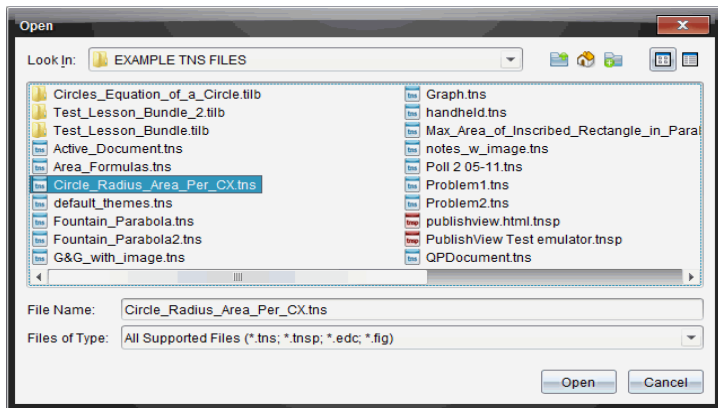 Open
Look In: EXAMPLE TNS FILES
Circles_Equation_of_a_Circle.tilb
Test_Lesson_Bundle_2.tilb
Test_Lesson_Bundle.tilb
Active_Document.tns
Area_Formulas.tns
Circle_Radius_Area_Per_CX.tns
default_themes.tns
Fountain_Parabola.tns
Fountain_Parabola2.tns
G&G_with_image.tns
Graph.tns
handheld.tns
Max_Area_of_Inscribed_Rectangle_in_Paral
notes_w_image.tns
Poll 2 05-11.tns
Problem1.tns
Problem2.tns
publishview.html.tnsp
PublishView Test emulator.tnsp
QPDocument.tns
File Name: Circle_Radius_Area_Per_CX.tns
Files of Type: All Supported Files (*.tns; *.tnsp; *.edc; *.fig)
Open Cancel